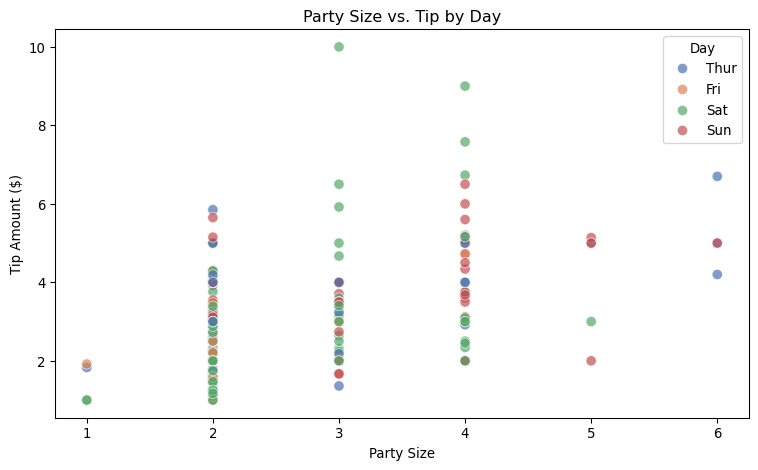 Party Size vs. Tip by Day
Tip Amount ($)
10
8
6
4
2
1 2 3 4 5 6
Party Size
Day
Thur
Fri
Sat
Sun